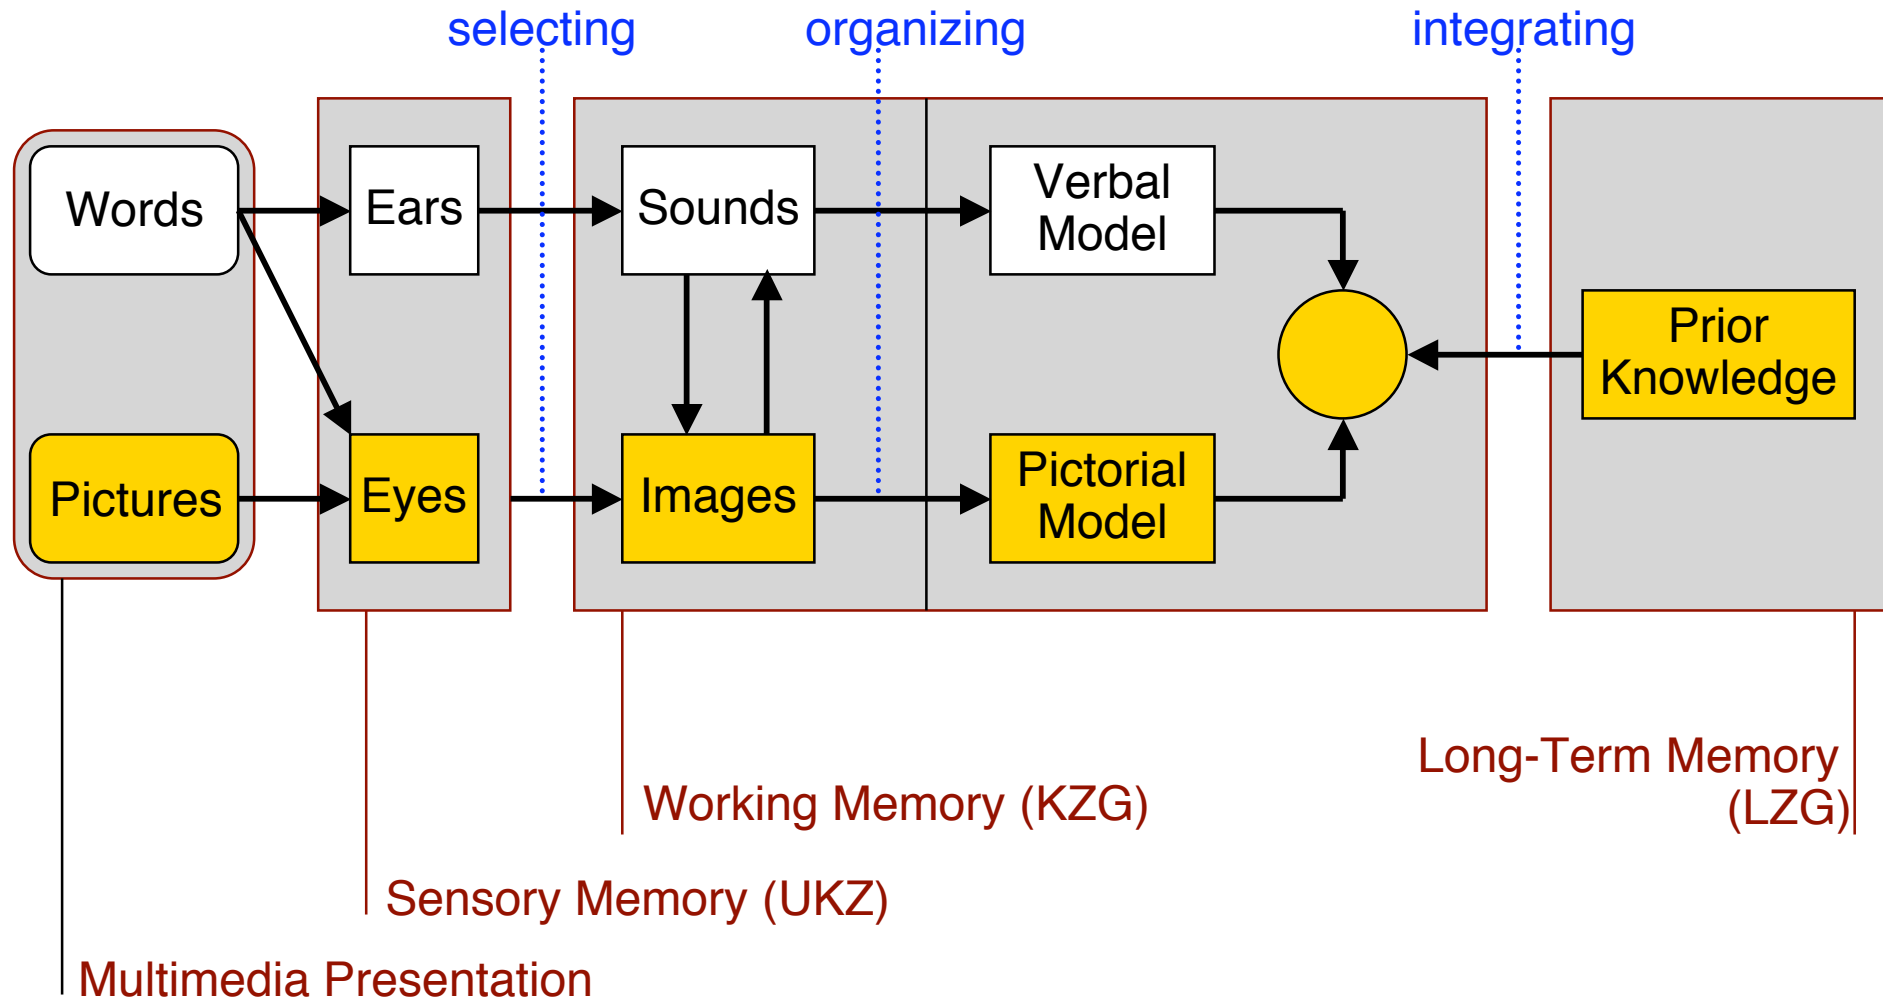 selecting
organizing
integrating
Words
Ears
Sounds
Verbal
Model
Prior
Knowledge
Pictures
Eyes
Images
Pictorial
Model
Long-Term Memory
(LZG)
Working Memory (KZG)
Sensory Memory (UKZ)
Multimedia Presentation